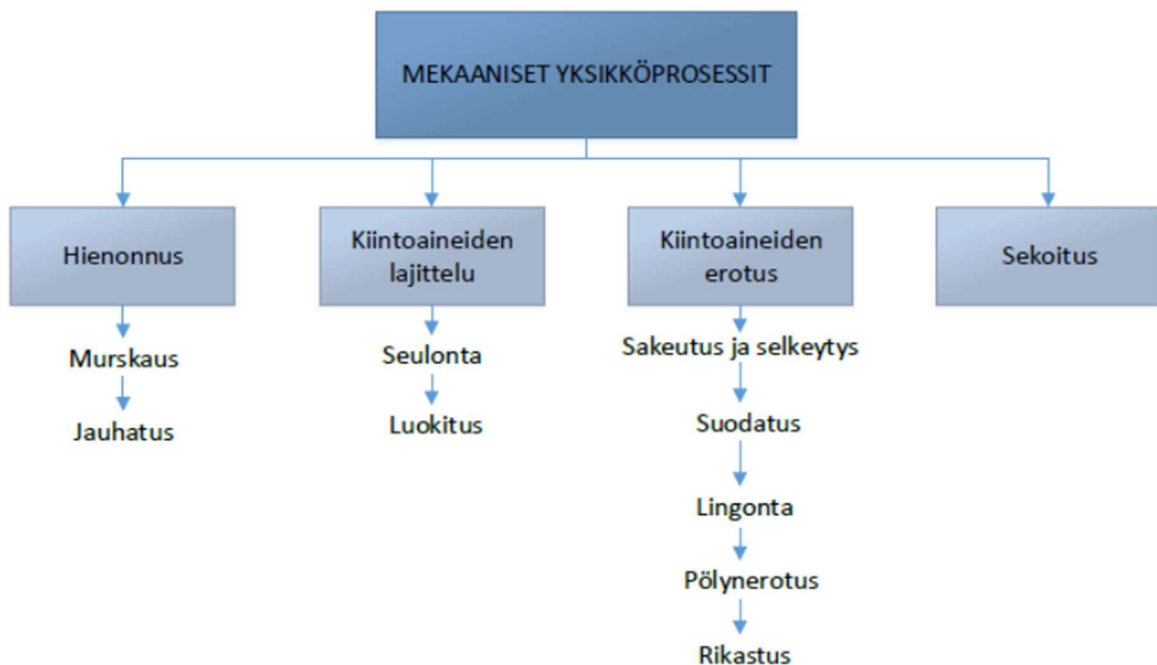 MEKAANISET YKSIKKÖPROSESSIT
Hienonnus
Murskaus
Jauhatus
Kiintoaineiden
lajittelu
Seulonta
Luokitus
Kiintoaineiden
erotus
Sakeutus ja selkeytys
Suodatus
Lingonta
Pölynerotus
Rikastus
Sekoitus